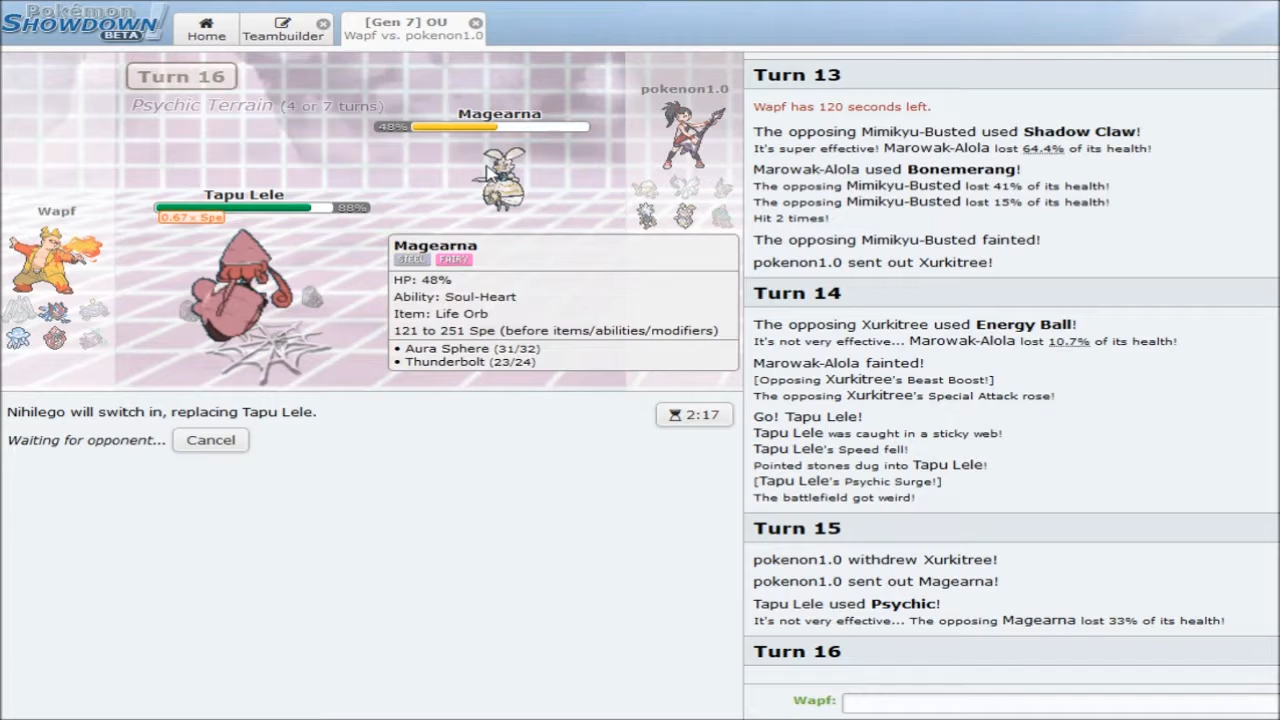 Pokémon
SHOWDOWN
BETA
Home
Teambuilder
[Gen 7] OU
Wapf vs. pokenon1.0
Turn 16
Psychic Terrain (4 or 7 turns)
pokenon1.0
Magearna
48%
Tapu Lele
88%
0.67× Spe
Wapf
Magearna
STEEL FAIRY
HP: 48%
Ability: Soul-Heart
Item: Life Orb
121 to 251 Spe (before items/abilities/modifiers)
• Aura Sphere (31/32)
• Thunderbolt (23/24)
Nihilego will switch in, replacing Tapu Lele.
2:17
Waiting for opponent... Cancel
Turn 13
Wapf has 120 seconds left.
The opposing Mimikyu-Busted used Shadow Claw!
It's super effective! Marowak-Alola lost 64.4% of its health!
Marowak-Alola used Bonemerang!
The opposing Mimikyu-Busted lost 41% of its health!
The opposing Mimikyu-Busted lost 15% of its health!
Hit 2 times!
The opposing Mimikyu-Busted fainted!
pokenon1.0 sent out Xurkitree!
Turn 14
The opposing Xurkitree used Energy Ball!
It's not very effective... Marowak-Alola lost 10.7% of its health!
Marowak-Alola fainted!
[Opposing Xurkitree's Beast Boost!]
The opposing Xurkitree's Special Attack rose!
Go! Tapu Lele!
Tapu Lele was caught in a sticky web!
Tapu Lele's Speed fell!
Pointed stones dug into Tapu Lele!
[Tapu Lele's Psychic Surge!]
The battlefield got weird!
Turn 15
pokenon1.0 withdrew Xurkitree!
pokenon1.0 sent out Magearna!
Tapu Lele used Psychic!
It's not very effective... The opposing Magearna lost 33% of its health!
Turn 16
Wapf: